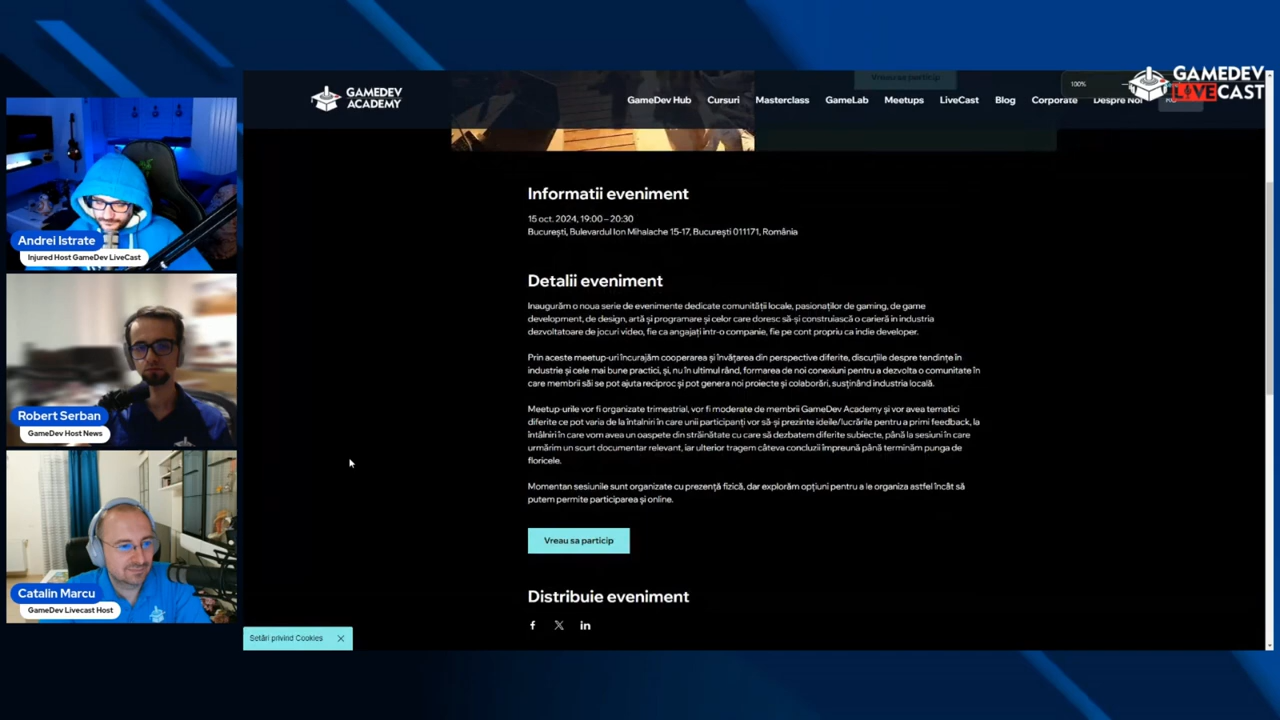 GAMEDEV
LIVECAST
GAMEDEV
ACADEMY
GameDev Hub Cursuri Masterclass GameLab Meetups LiveCast Blog Corporate Despre Noi
Vreau sa particip
100%
Informatii eveniment
15 oct. 2024, 19:00 – 20:30
București, Bulevardul Ion Mihalache 15-17, București 011171, România
Detalii eveniment
Inaugurăm o noua serie de evenimente dedicate comunității locale, pasionaților de gaming, de game
development, de design, artă și programare și celor care doresc să-și construiască o carieră in industria
dezvoltatoare de jocuri video, fie ca angajați într-o companie, fie pe cont propriu ca indie developer.
Prin aceste meetup-uri încurajăm cooperarea și învățarea din perspective diferite, discuțiile despre tendințe în
industrie și cele mai bune practici, și, nu în ultimul rând, formarea de noi conexiuni pentru a dezvolta o comunitate în
care membrii să se pot ajuta reciproc și pot genera noi proiecte și colaborări, susținând industria locală.
Meetup-urile vor fi organizate trimestrial, vor fi moderate de membrii GameDev Academy și vor avea tematici
diferite ce pot varia de la întalniri în care unii participanți vor să-și prezinte ideile/lucrările pentru a primi feedback, la
întâlniri în care vom avea un oaspete din străinătate cu care să dezbatem diferite subiecte, până la sesiuni în care
urmărim un scurt documentar relevant, iar ulterior tragem câteva concluzii împreună până terminăm punga de
floricele.
Momentan sesiunile sunt organizate cu prezență fizică, dar explorăm opțiuni pentru a le organiza astfel încât să
putem permite participarea și online.
Vreau sa particip
Distribuie eveniment
Setări privind Cookies
Andrei Istrate
Injured Host GameDev LiveCast
Robert Serban
GameDev Host News
Catalin Marcu
GameDev Livecast Host